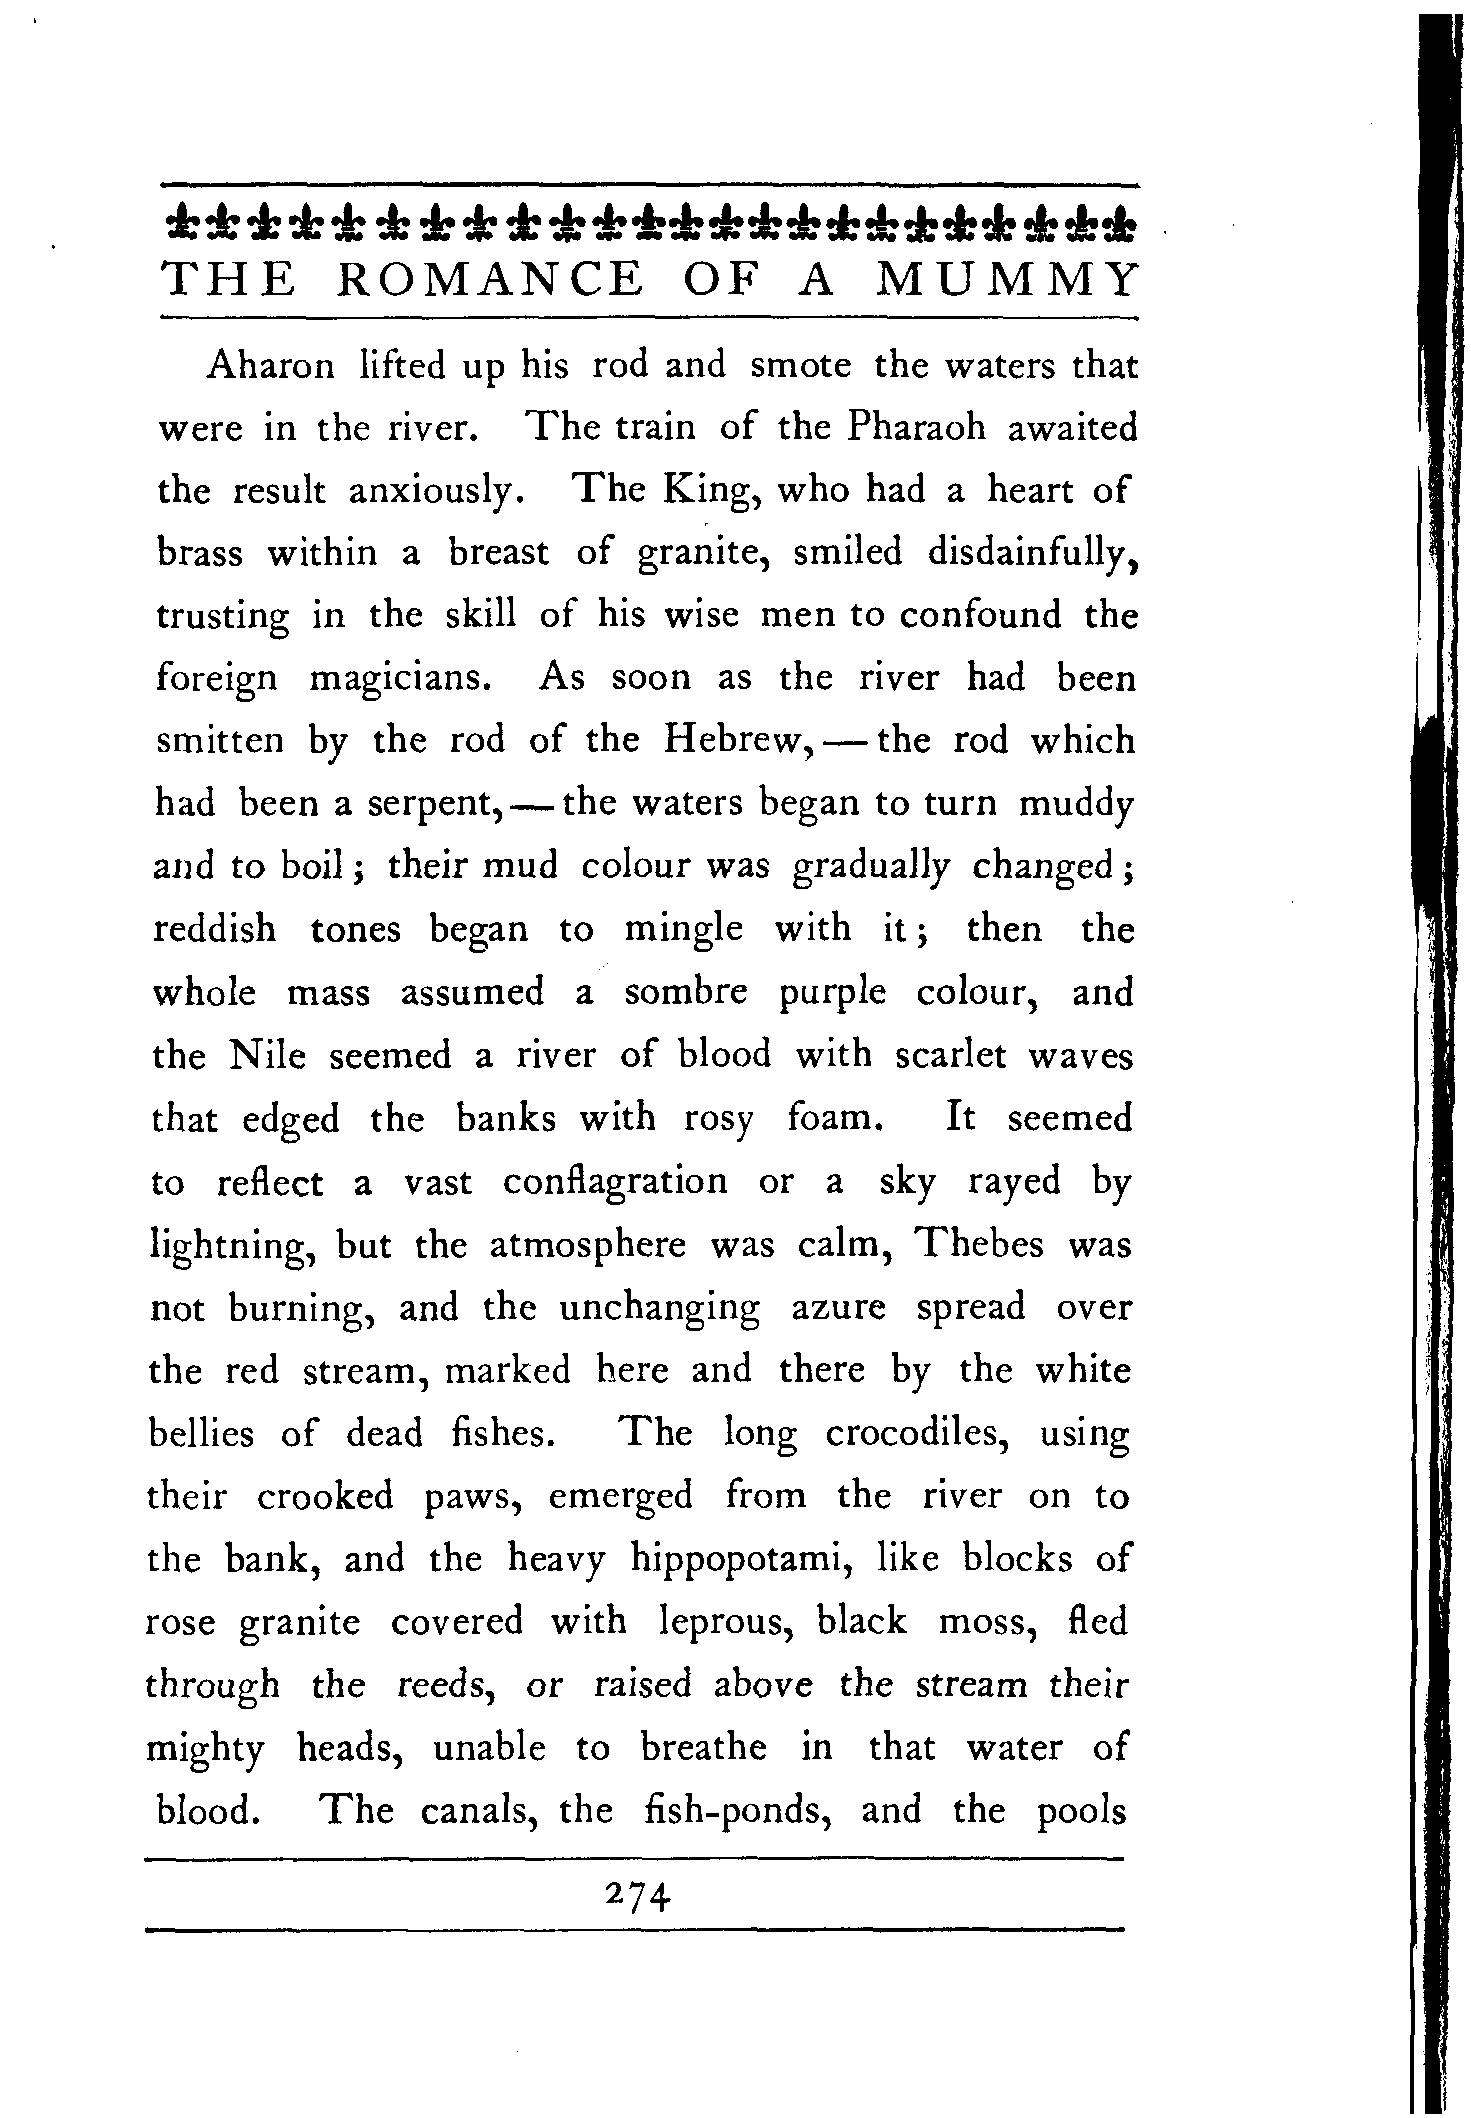 THE ROMANCE OF A MUMMY
Aharon lifted up his rod and smote the waters that
were in the river. The train of the Pharaoh awaited
the result anxiously. The King, who had a heart of
brass within a breast of granite, smiled disdainfully,
trusting in the skill of his wise men to confound the
foreign magicians. As soon as the river had been
smitten by the rod of the Hebrew, — the rod which
had been a serpent, — the waters began to turn muddy
and to boil ; their mud colour was gradually changed ;
reddish tones began to mingle with it ; then the
whole mass assumed a sombre purple colour, and
the Nile seemed a river of blood with scarlet waves
that edged the banks with rosy foam. It seemed
to reflect a vast conflagration or a sky rayed by
lightning, but the atmosphere was calm, Thebes was
not burning, and the unchanging azure spread over
the red stream, marked here and there by the white
bellies of dead fishes. The long crocodiles, using
their crooked paws, emerged from the river on to
the bank, and the heavy hippopotami, like blocks of
rose granite covered with leprous, black moss, fled
through the reeds, or raised above the stream their
mighty heads, unable to breathe in that water of
blood. The canals, the fish-ponds, and the pools
274